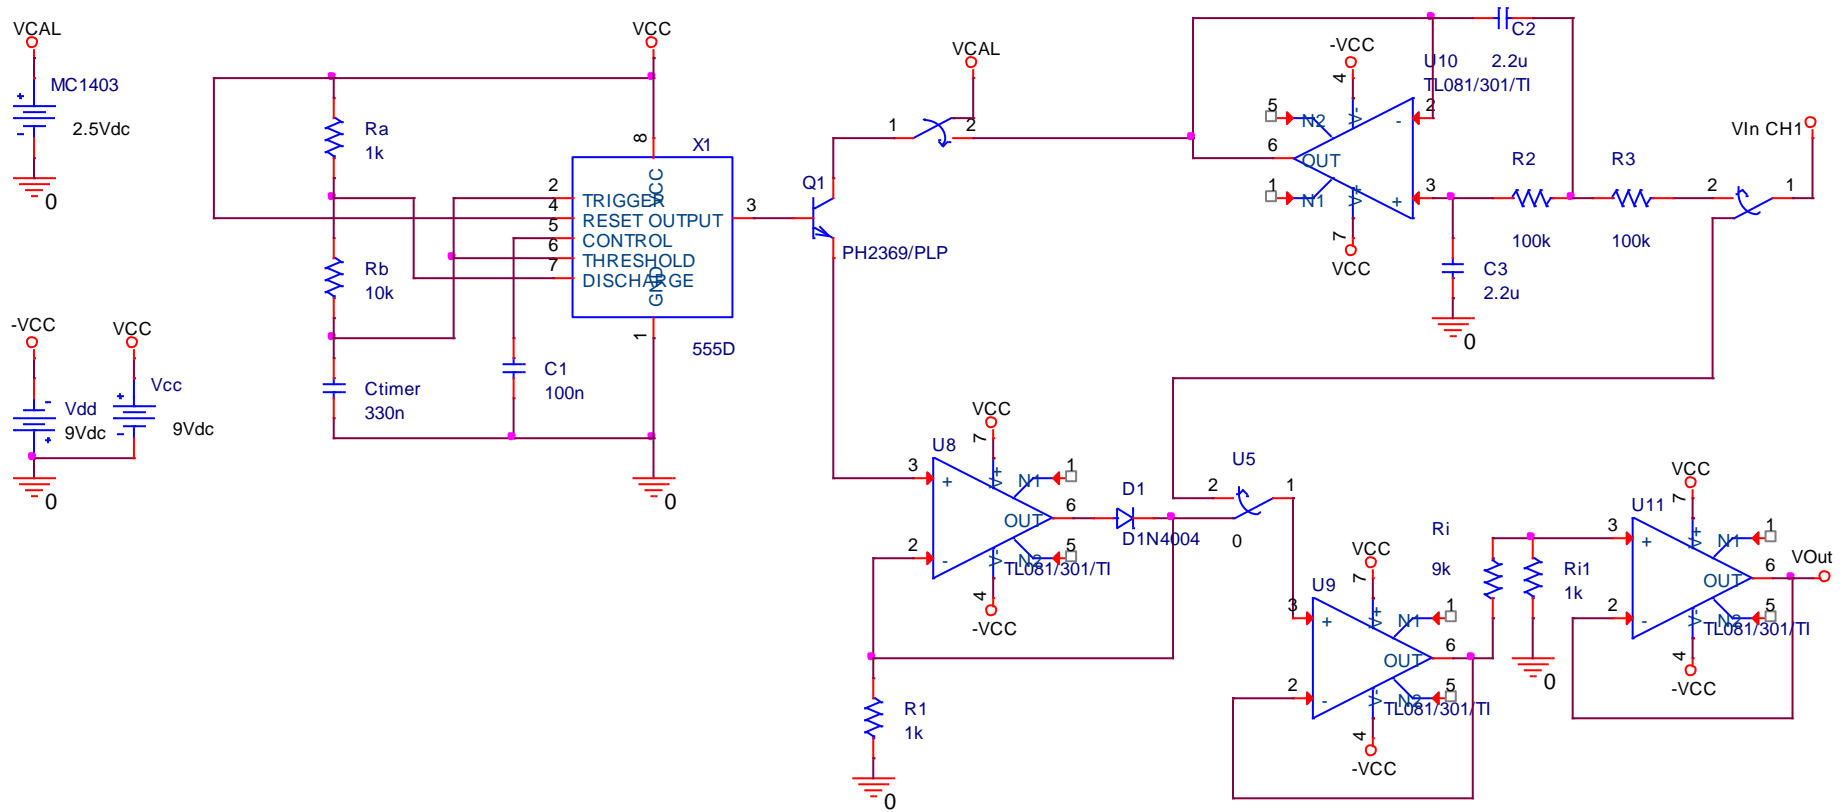 VCAL
MC1403
2.5Vdc
0
-VCC
VCC
Vdd
9Vdc
Vcc
9Vdc
0
VCC
Ra
1k
Rb
10k
Ctimer
330n
C1
100n
8
X1
VCC
2
TRIGGER
4
RESET OUTPUT
3
5
CONTROL
6
THRESHOLD
7
DISCHARGE
GND
1
555D
0
Q1
PH2369/PLP
VCAL
1
2
C2
2.2u
-VCC
U10
TL081/301/TI
4
V-
5
N2
2
-
6
OUT
1
N1
3
+
V+
7
VCC
R2
100k
R3
100k
C3
2.2u
0
VIn CH1
2
1
VCC
U8
7
3
+
V+
N1
1
OUT
6
2
-
V-
N2
5
TL081/301/TI
4
-VCC
D1
D1N4004
R1
1k
0
U5
2
1
0
VCC
U9
7
3
+
V+
N1
1
OUT
6
2
-
V-
N2
5
TL081/301/TI
4
-VCC
Ri
9k
Ri1
1k
0
VCC
U11
7
3
+
V+
N1
1
OUT
6
VOut
2
-
V-
N2
5
TL081/301/TI
4
-VCC